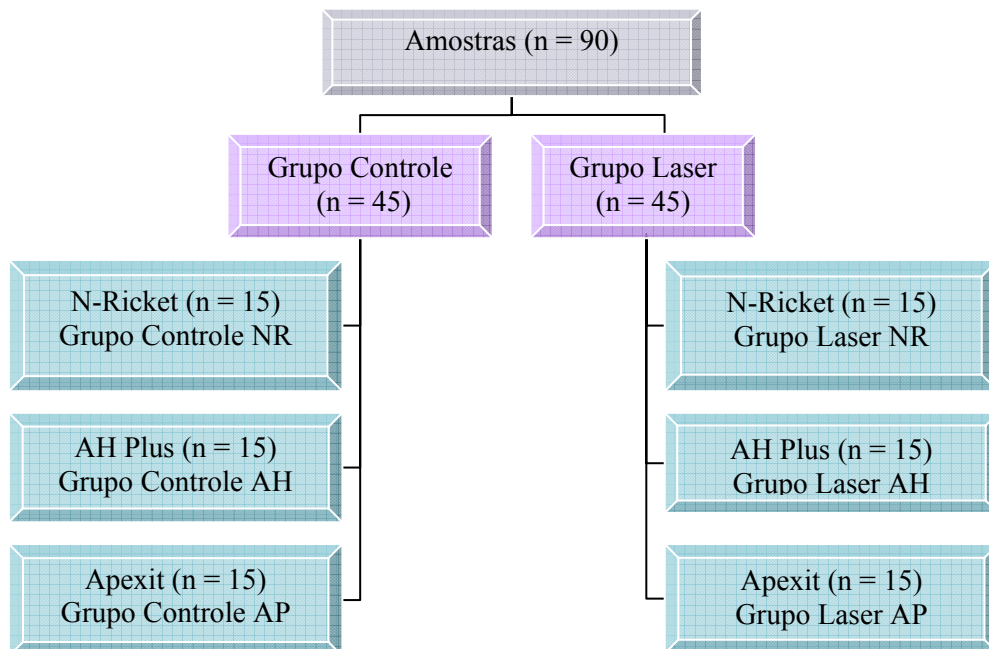 Amostras (n = 90)
Grupo Controle
(n = 45)
Grupo Laser
(n = 45)
N-Ricket (n = 15)
Grupo Controle NR
AH Plus (n = 15)
Grupo Controle AH
Apexit (n = 15)
Grupo Controle AP
N-Ricket (n = 15)
Grupo Laser NR
AH Plus (n = 15)
Grupo Laser AH
Apexit (n = 15)
Grupo Laser AP